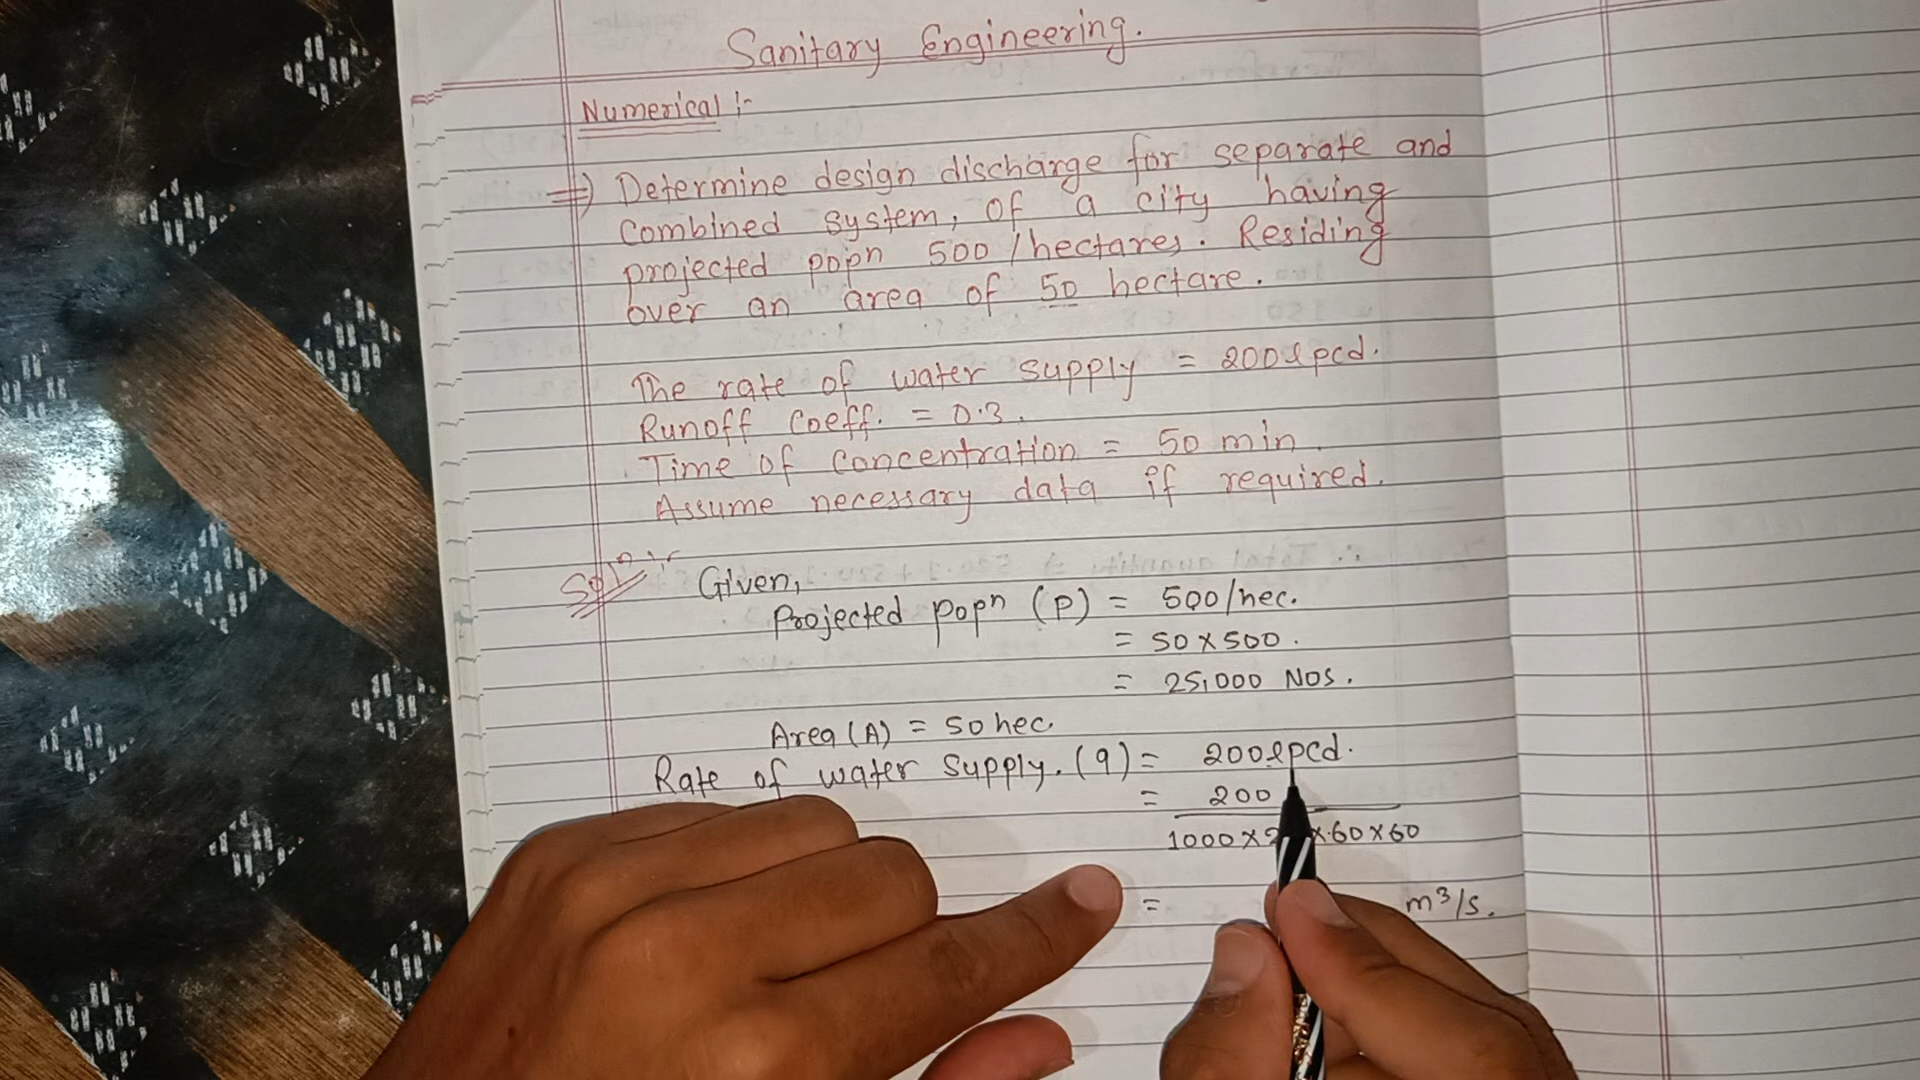 Sanitary Engineering.
Numerical :-
⇒) Determine design discharge for separate and
combined system, of a city having
projected popn 500 / hectares. Residing
over an area of 50 hectare.
The rate of water supply = 200 lpcd.
Runoff Coeff. = 0.3.
Time of concentration = 50 min.
Assume necessary data if required.
Soln:-
Given,
Projected popn (P) = 500/hec.
= 50 x 500.
= 25,000 Nos.
Area (A) = 50 hec.
Rate of water supply. (q) = 200 lpcd.
= 200
1000 x x 60 x 60
= m³/s.